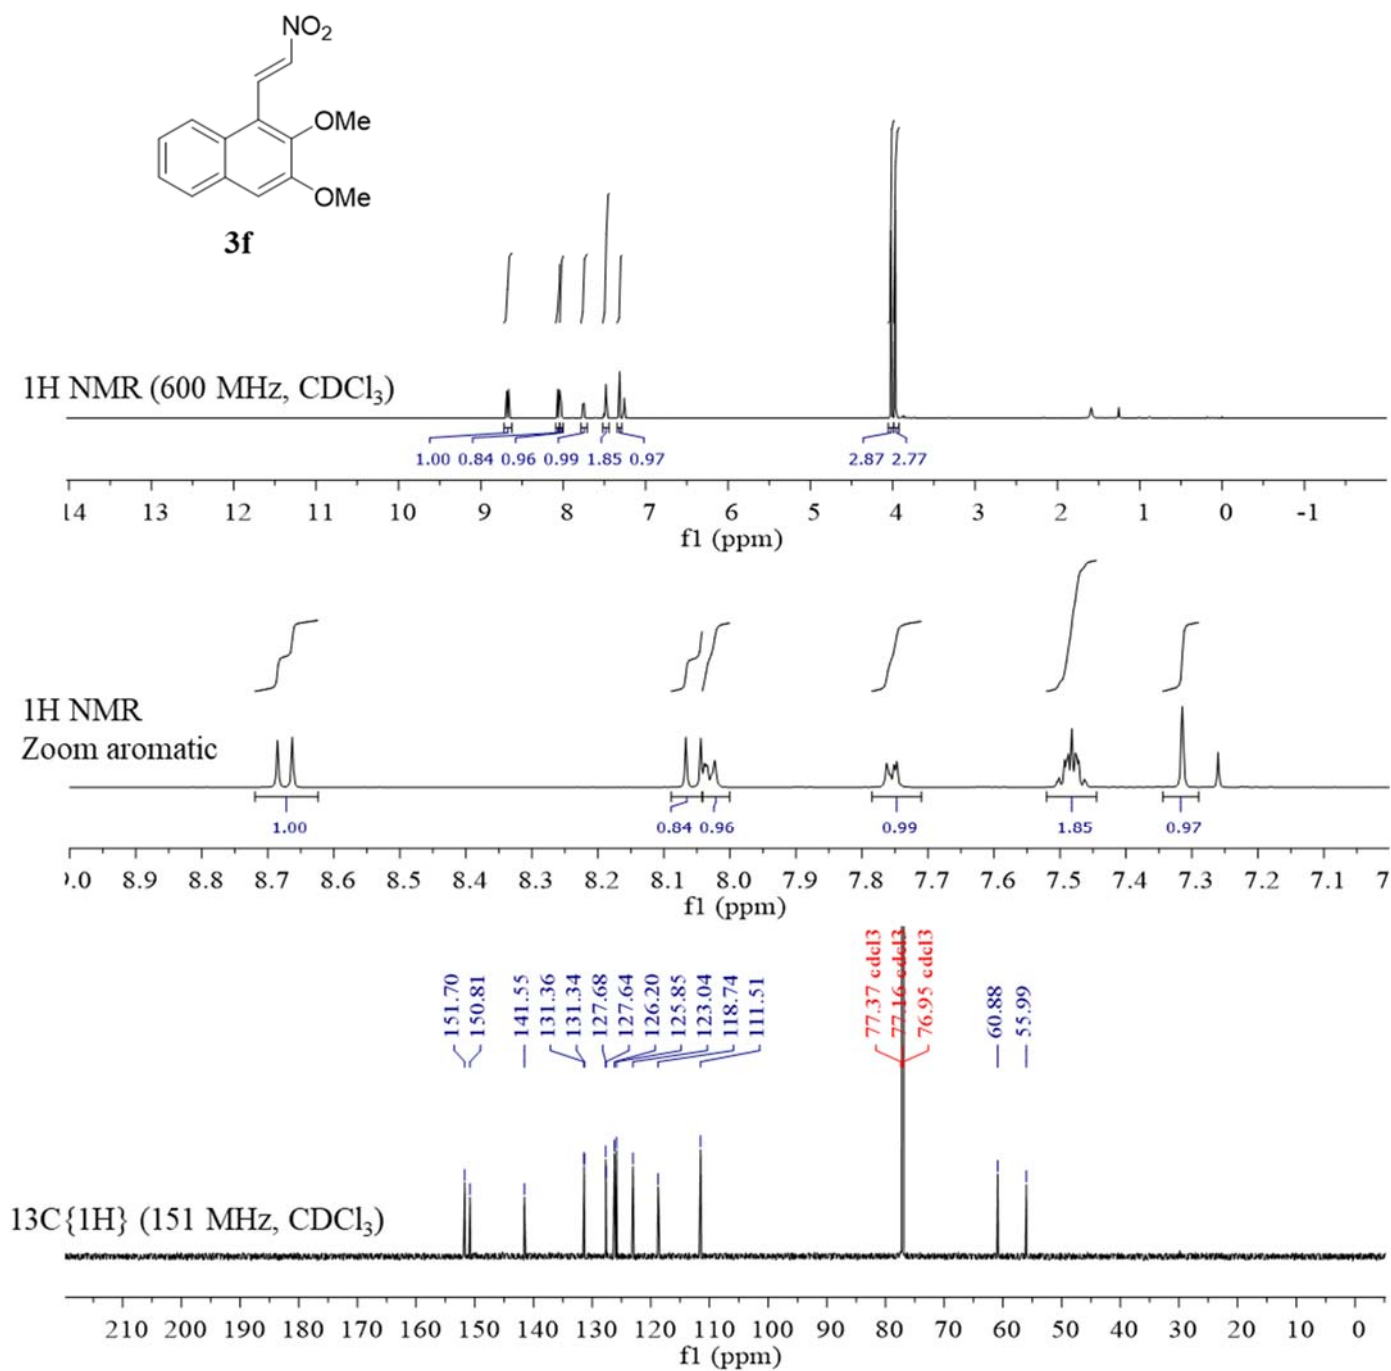 NO2
OMe
OMe
3f
1H NMR (600 MHz, CDCl3)
1.00 0.84 0.96 0.99 1.85 0.97 2.87 2.77
14 13 12 11 10 9 8 7 6 5 4 3 2 1 0 -1
f1 (ppm)
1H NMR
Zoom aromatic
1.00 0.84 0.96 0.99 1.85 0.97
9.0 8.9 8.8 8.7 8.6 8.5 8.4 8.3 8.2 8.1 8.0 7.9 7.8 7.7 7.6 7.5 7.4 7.3 7.2 7.1 7
f1 (ppm)
151.70
150.81
141.55
131.36
131.34
127.68
127.64
126.20
125.85
123.04
118.74
111.51
77.37 cdcl3
77.16 cdcl3
76.95 cdcl3
60.88
55.99
13C{1H} (151 MHz, CDCl3)
210 200 190 180 170 160 150 140 130 120 110 100 90 80 70 60 50 40 30 20 10 0
f1 (ppm)